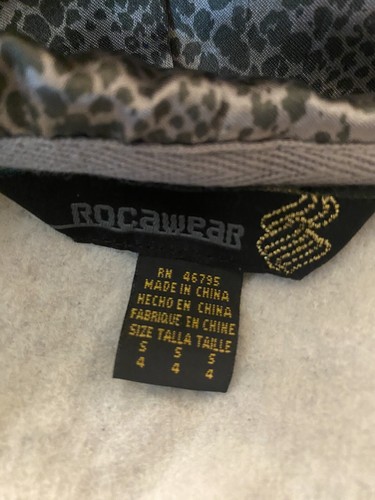 Rocawear
RN 46795
MADE IN CHINA
HECHO EN CHINA
FABRIQUE EN CHINE
SIZE TALLA TAILLE
S S S
4 4 4